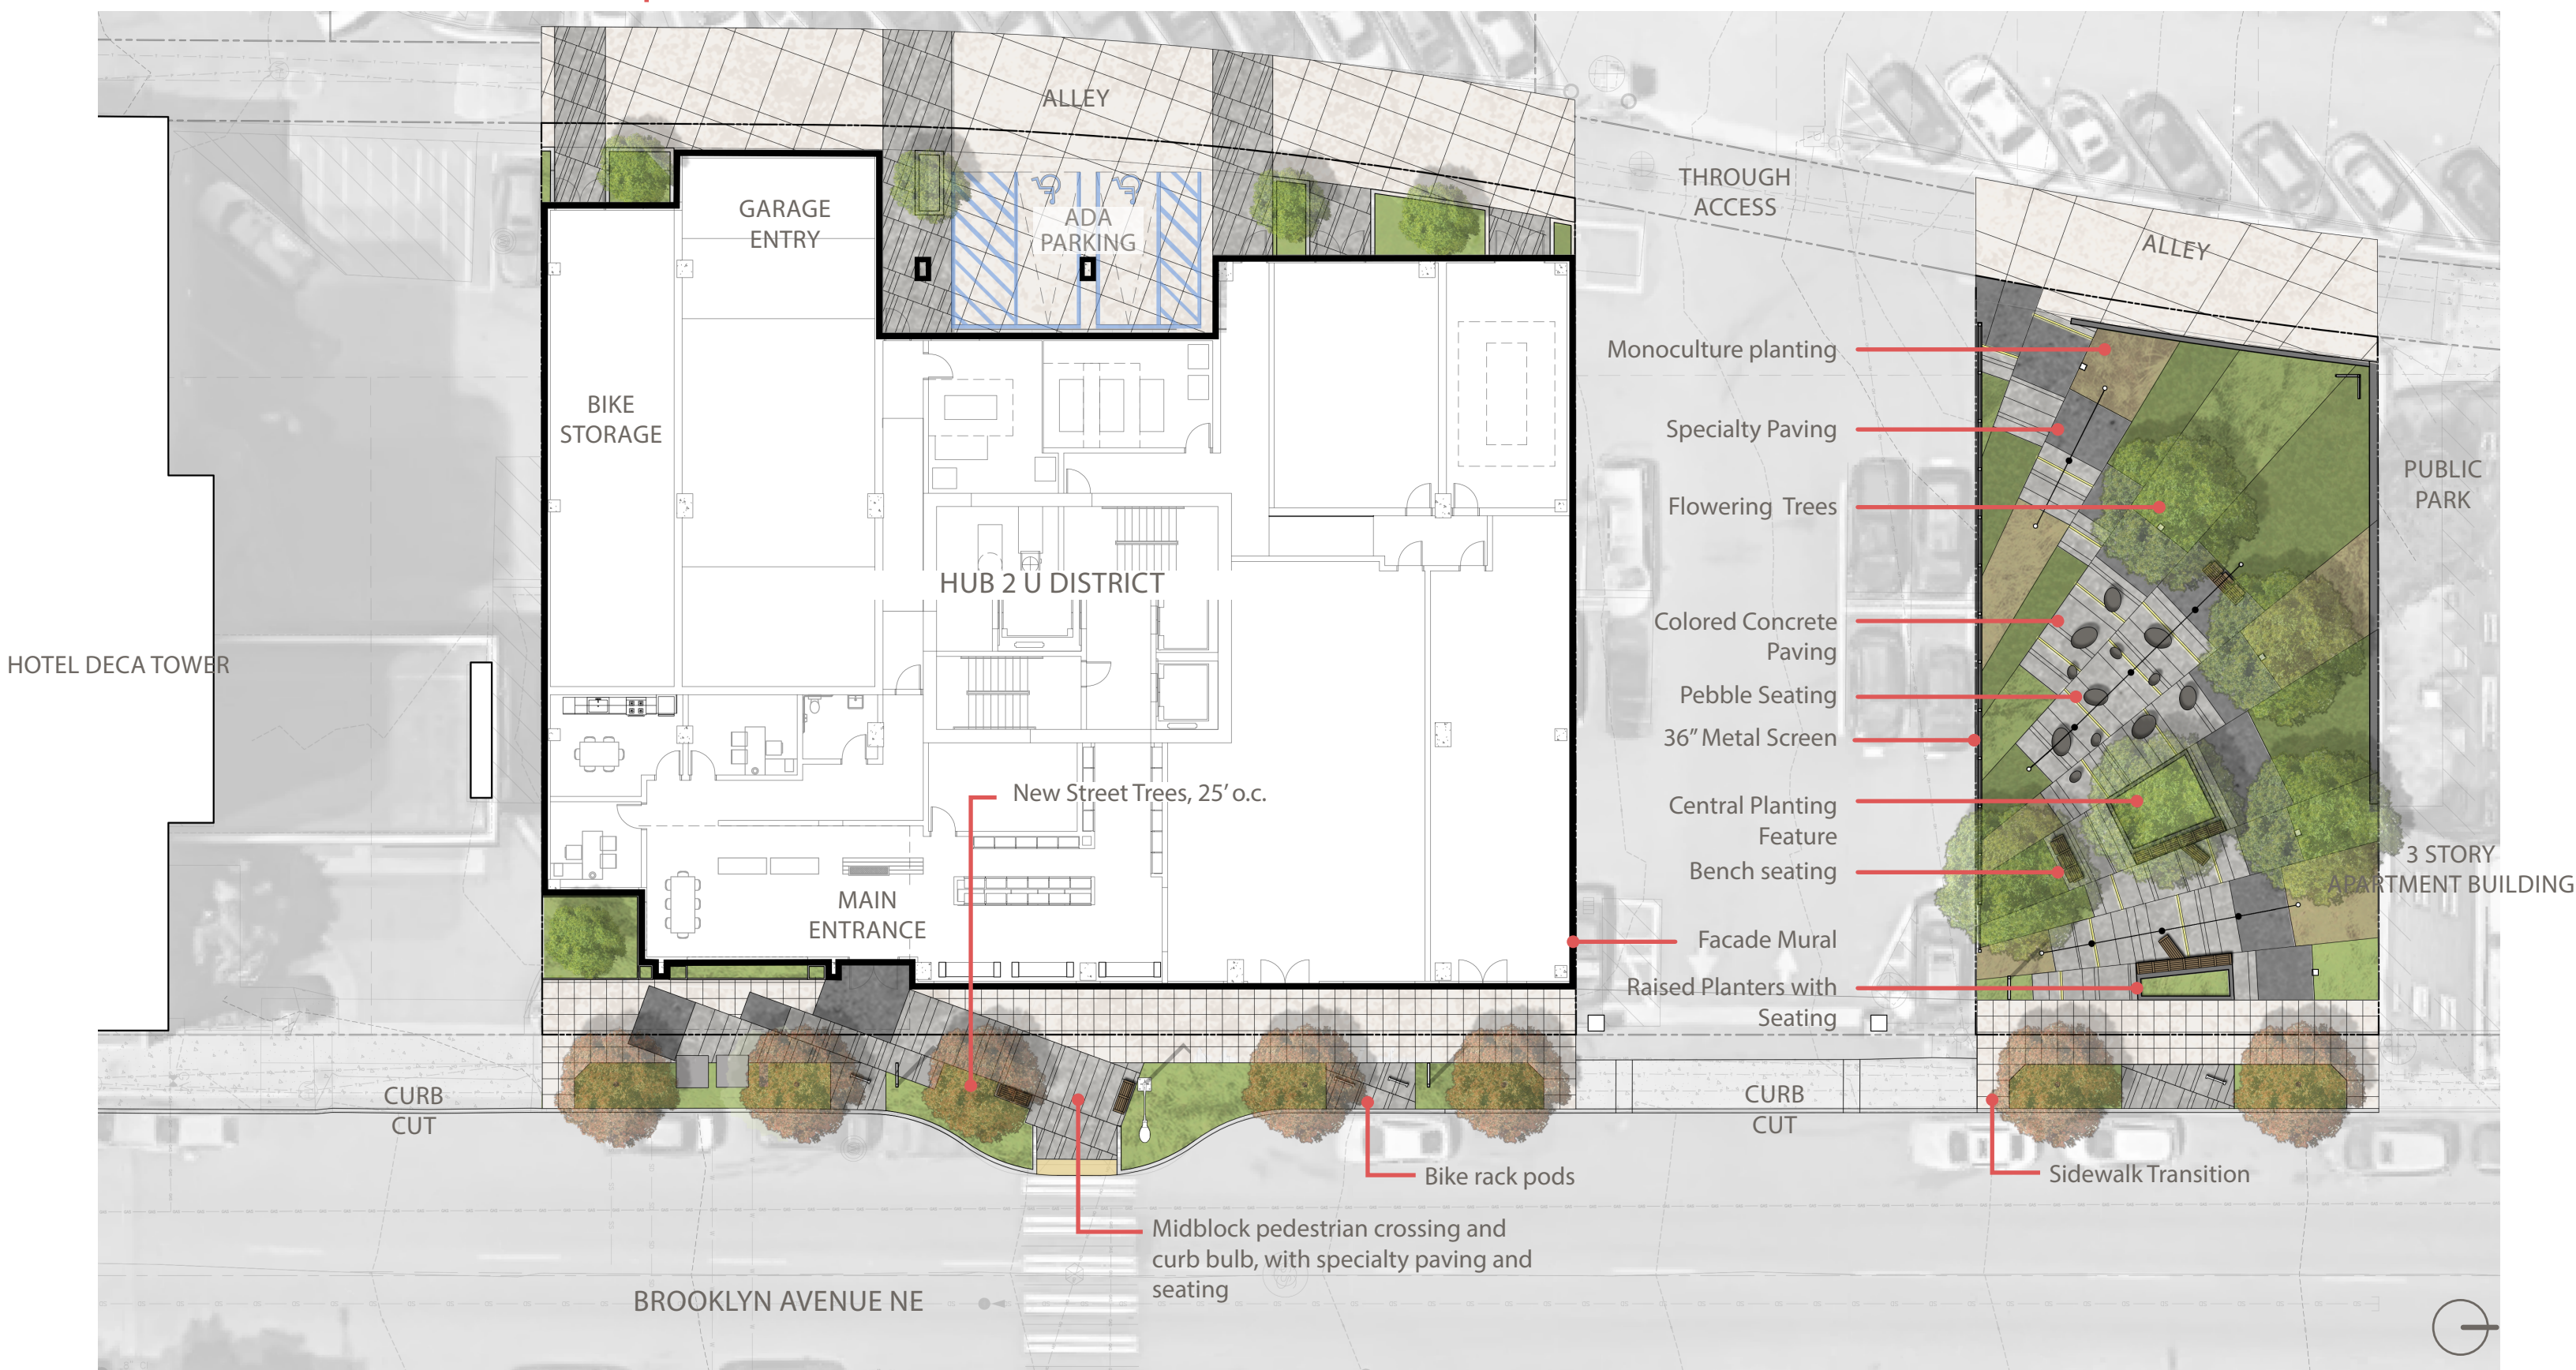 ALLEY
THROUGH
ACCESS
GARAGE
ENTRY
ADA
PARKING
ALLEY
Monoculture planting
BIKE
STORAGE
Specialty Paving
PUBLIC
PARK
Flowering Trees
HUB 2 U DISTRICT
Colored Concrete
Paving
HOTEL DECA TOWER
Pebble Seating
36" Metal Screen
New Street Trees, 25' o.c.
Central Planting
Feature
3 STORY
APARTMENT BUILDING
Bench seating
MAIN
ENTRANCE
Facade Mural
Raised Planters with
Seating
CURB
CUT
CURB
CUT
Bike rack pods
Sidewalk Transition
Midblock pedestrian crossing and
curb bulb, with specialty paving and
seating
BROOKLYN AVENUE NE